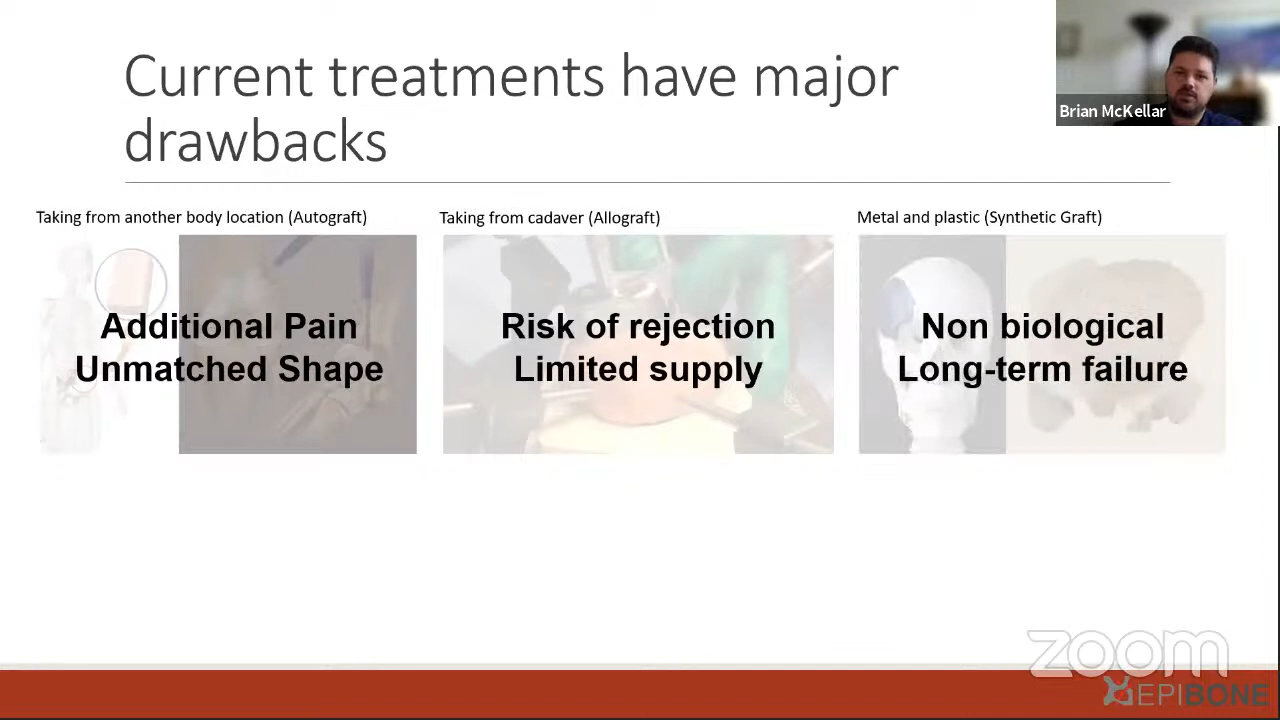 Current treatments have major
drawbacks
Brian McKellar
Taking from another body location (Autograft)
Taking from cadaver (Allograft)
Metal and plastic (Synthetic Graft)
Additional Pain
Unmatched Shape
Risk of rejection
Limited supply
Non biological
Long-term failure
zoom
EPIBONE